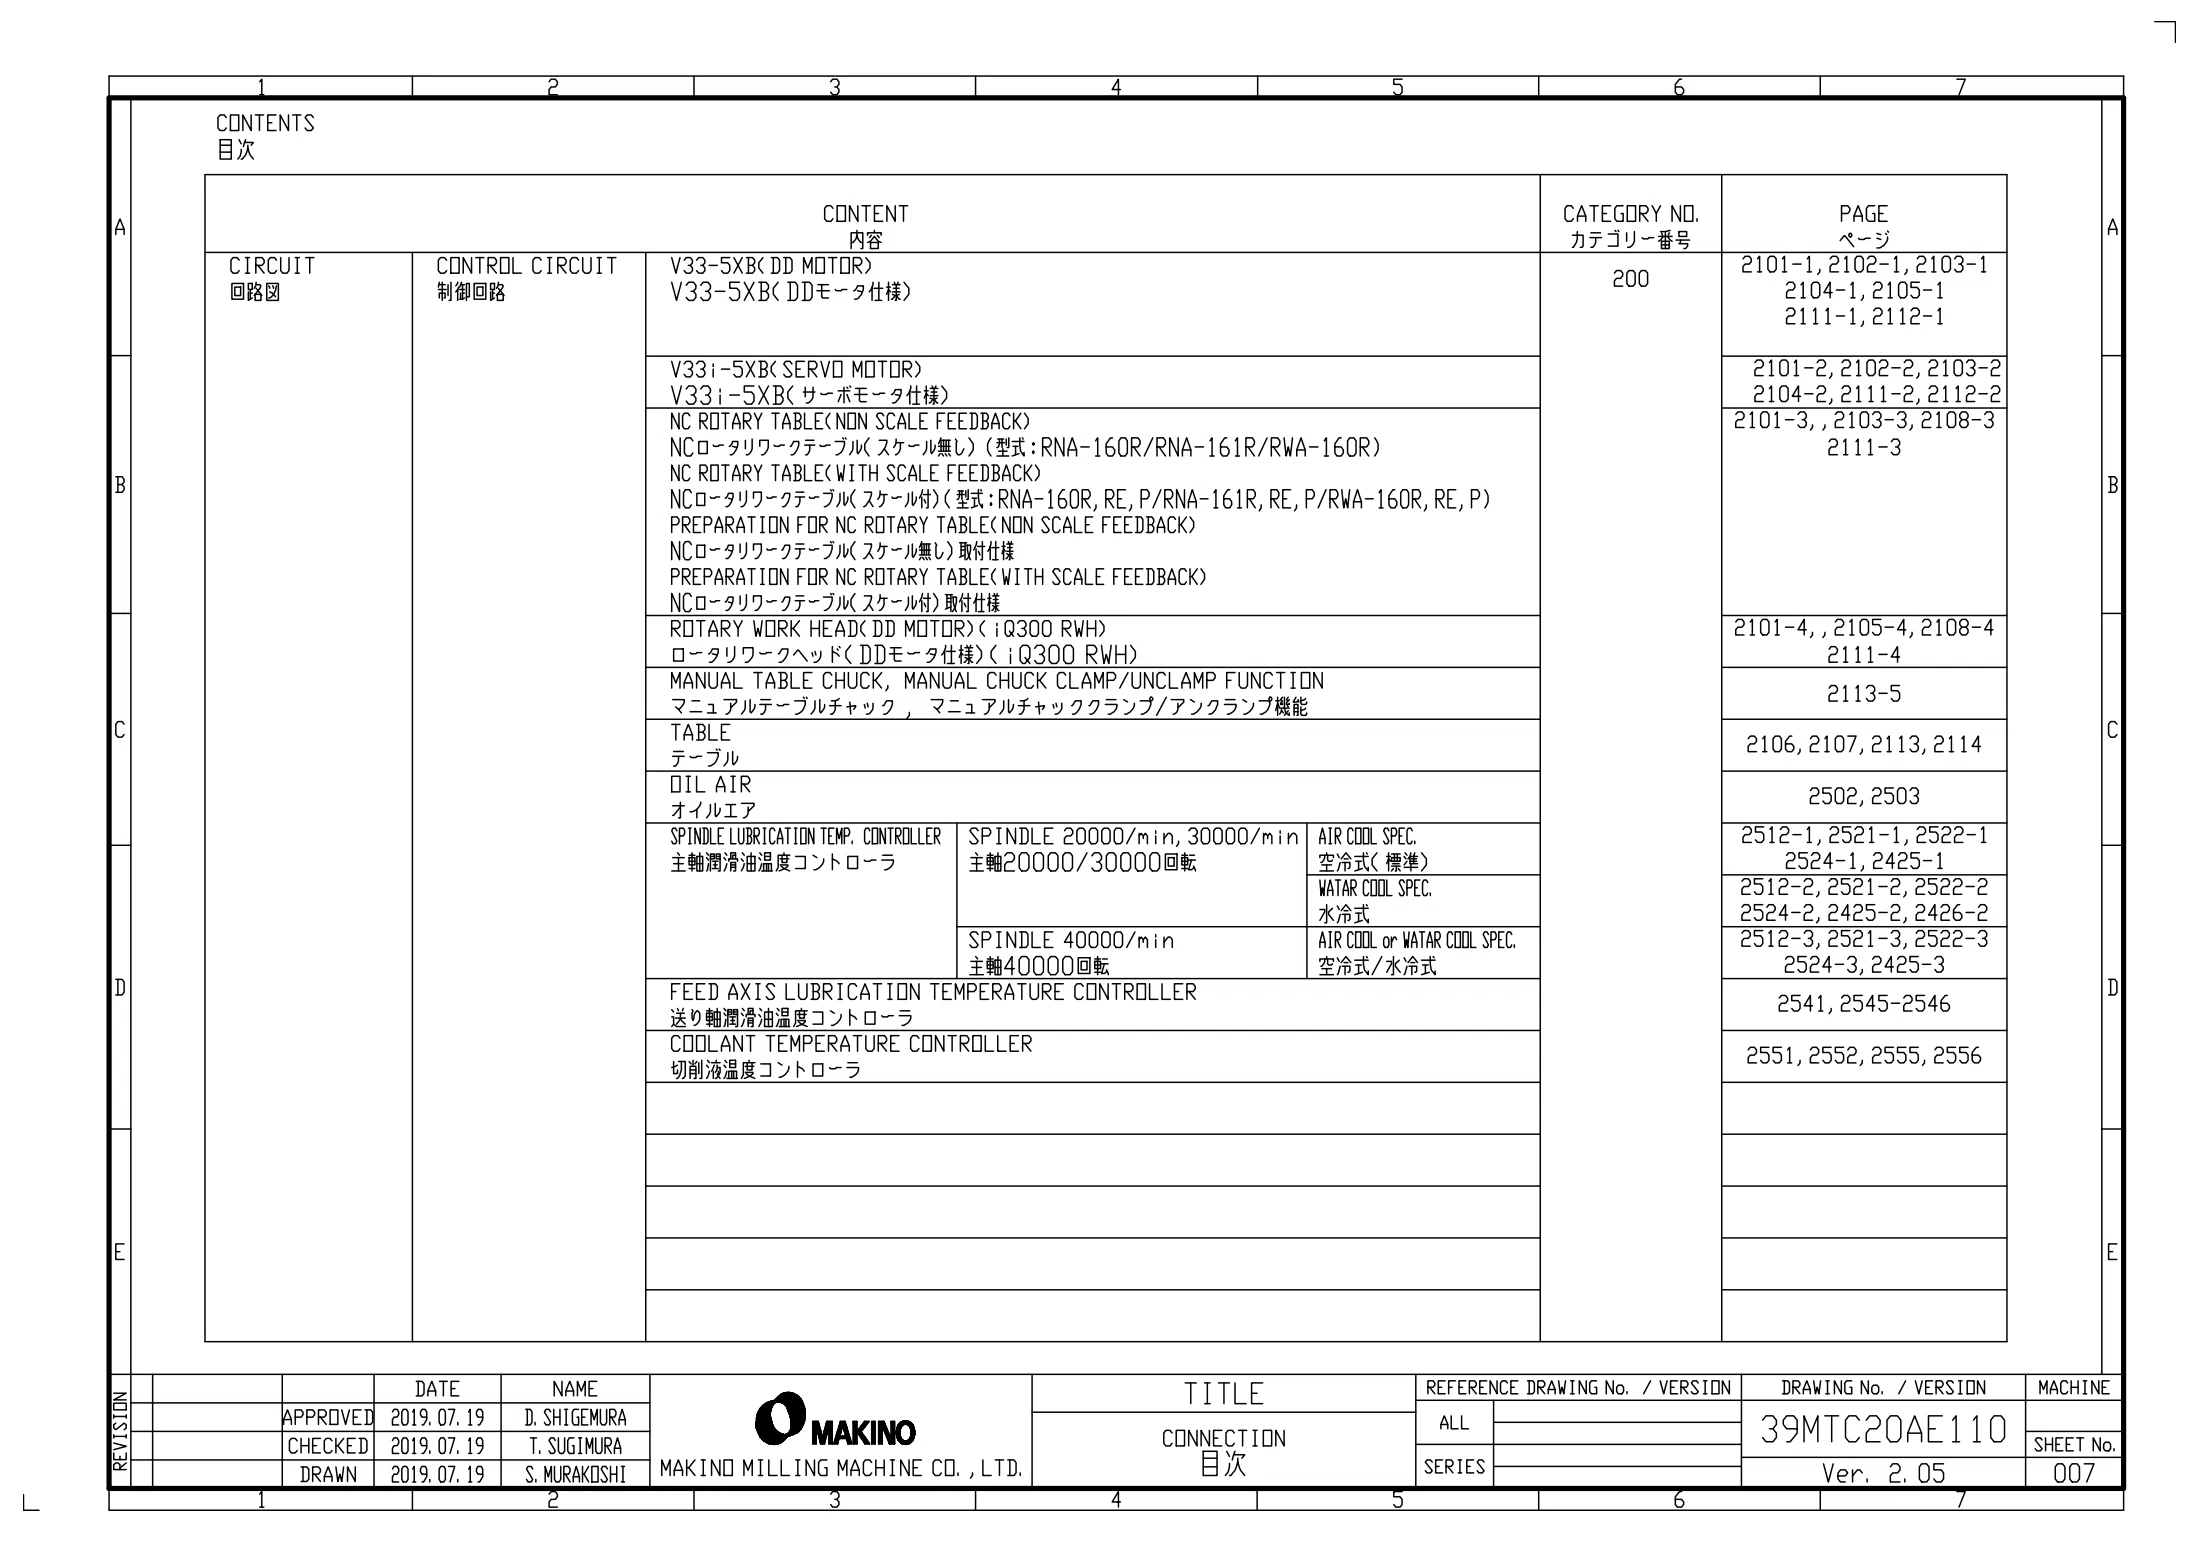 1 2 3 4 5 6 7
CONTENTS
目次
CONTENT
内容
CATEGORY NO.
カテゴリー番号
PAGE
ページ
A
A
CIRCUIT
回路図
CONTROL CIRCUIT
制御回路
V33-5XB(DD MOTOR)
V33-5XB(DDモータ仕様)
200
2101-1,2102-1,2103-1
2104-1,2105-1
2111-1,2112-1
V33i-5XB(SERVO MOTOR)
V33i-5XB(サーボモータ仕様)
2101-2,2102-2,2103-2
2104-2,2111-2,2112-2
B
B
NC ROTARY TABLE(NON SCALE FEEDBACK)
NCロータリワークテーブル(スケール無し)(型式:RNA-160R/RNA-161R/RWA-160R)
NC ROTARY TABLE(WITH SCALE FEEDBACK)
NCロータリワークテーブル(スケール付)(型式:RNA-160R,RE,P/RNA-161R,RE,P/RWA-160R,RE,P)
PREPARATION FOR NC ROTARY TABLE(NON SCALE FEEDBACK)
NCロータリワークテーブル(スケール無し)取付仕様
PREPARATION FOR NC ROTARY TABLE(WITH SCALE FEEDBACK)
NCロータリワークテーブル(スケール付)取付仕様
2101-3,,2103-3,2108-3
2111-3
ROTARY WORK HEAD(DD MOTOR)(iQ300 RWH)
ロータリワークヘッド(DDモータ仕様)(iQ300 RWH)
2101-4,,2105-4,2108-4
2111-4
MANUAL TABLE CHUCK, MANUAL CHUCK CLAMP/UNCLAMP FUNCTION
マニュアルテーブルチャック, マニュアルチャッククランプ/アンクランプ機能
2113-5
C
C
TABLE
テーブル
2106,2107,2113,2114
OIL AIR
オイルエア
2502,2503
SPINDLE LUBRICATION TEMP. CONTROLLER
主軸潤滑油温度コントローラ
SPINDLE 20000/min,30000/min
主軸20000/30000回転
AIR COOL SPEC.
空冷式(標準)
2512-1,2521-1,2522-1
2524-1,2425-1
WATAR COOL SPEC.
水冷式
2512-2,2521-2,2522-2
2524-2,2425-2,2426-2
SPINDLE 40000/min
主軸40000回転
AIR COOL or WATAR COOL SPEC.
空冷式/水冷式
2512-3,2521-3,2522-3
2524-3,2425-3
D
D
FEED AXIS LUBRICATION TEMPERATURE CONTROLLER
送り軸潤滑油温度コントローラ
2541,2545-2546
COOLANT TEMPERATURE CONTROLLER
切削液温度コントローラ
2551,2552,2555,2556
E
E
REVISION
DATE NAME
APPROVED 2019.07.19 D.SHIGEMURA
CHECKED 2019.07.19 T.SUGIMURA
DRAWN 2019.07.19 S.MURAKOSHI
MAKINO
MAKINO MILLING MACHINE CO.,LTD.
TITLE
CONNECTION
目次
REFERENCE DRAWING No. / VERSION
ALL
SERIES
DRAWING No. / VERSION
39MTC20AE110
Ver. 2.05
MACHINE
SHEET No.
007
1 2 3 4 5 6 7